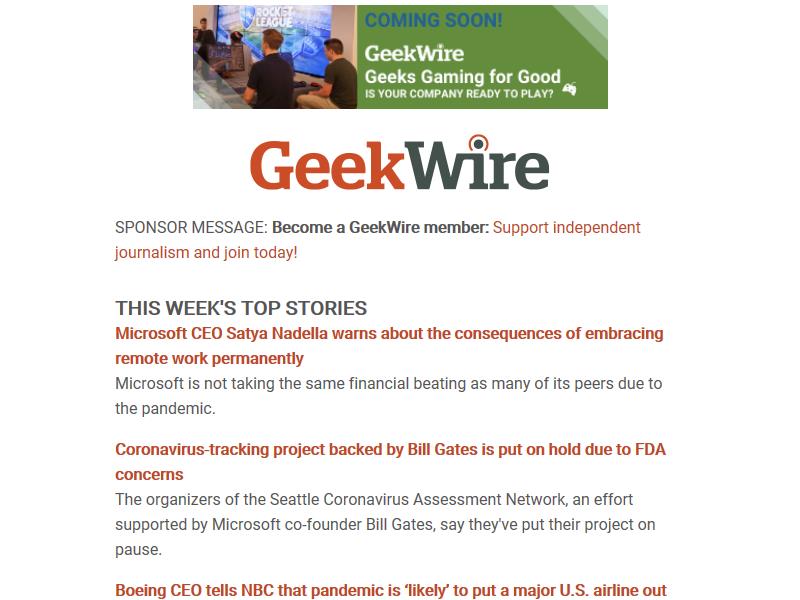 ROCKET
LEAGUE
COMING SOON!
GeekWire
Geeks Gaming for Good
IS YOUR COMPANY READY TO PLAY?
GeekWire
SPONSOR MESSAGE: Become a GeekWire member: Support independent
journalism and join today!
THIS WEEK'S TOP STORIES
Microsoft CEO Satya Nadella warns about the consequences of embracing
remote work permanently
Microsoft is not taking the same financial beating as many of its peers due to
the pandemic.
Coronavirus-tracking project backed by Bill Gates is put on hold due to FDA
concerns
The organizers of the Seattle Coronavirus Assessment Network, an effort
supported by Microsoft co-founder Bill Gates, say they've put their project on
pause.
Boeing CEO tells NBC that pandemic is ‘likely’ to put a major U.S. airline out